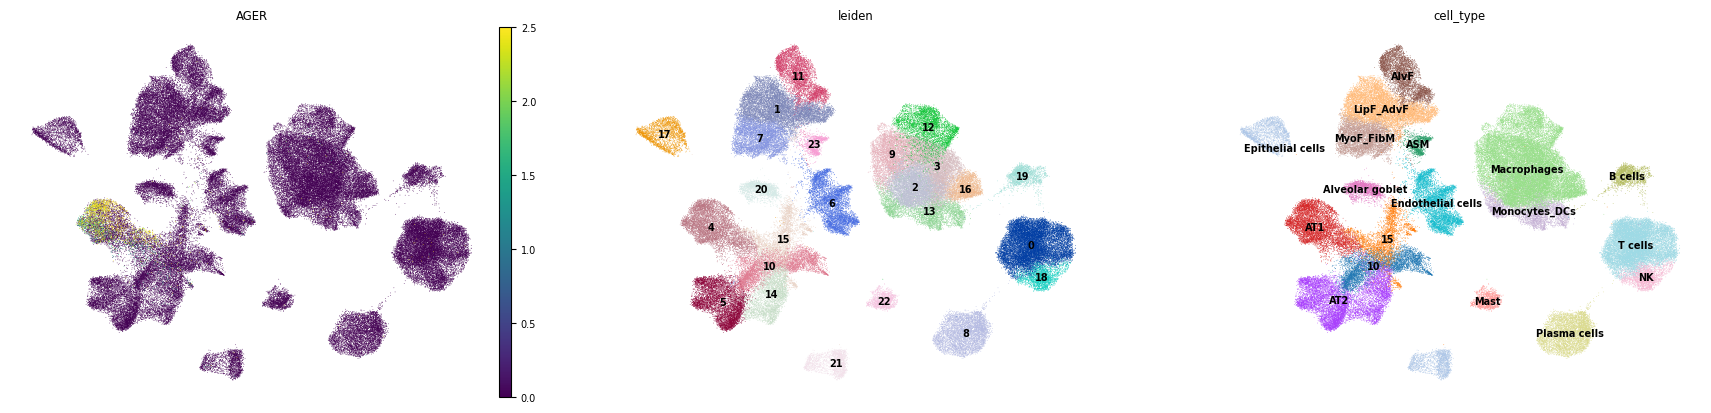 AGER
2.5
2.0
1.5
1.0
0.5
0.0
leiden
11
1
12
17
7
23
9
3
2
16
19
20
6
13
4
15
0
10
18
14
5
22
8
21
cell_type
AlvF
LipF_AdvF
MyoF_FibM
ASM
Epithelial cells
Macrophages
B cells
Alveolar goblet
Endothelial cells
Monocytes_DCs
AT1
15
T cells
10
NK
AT2
Mast
Plasma cells